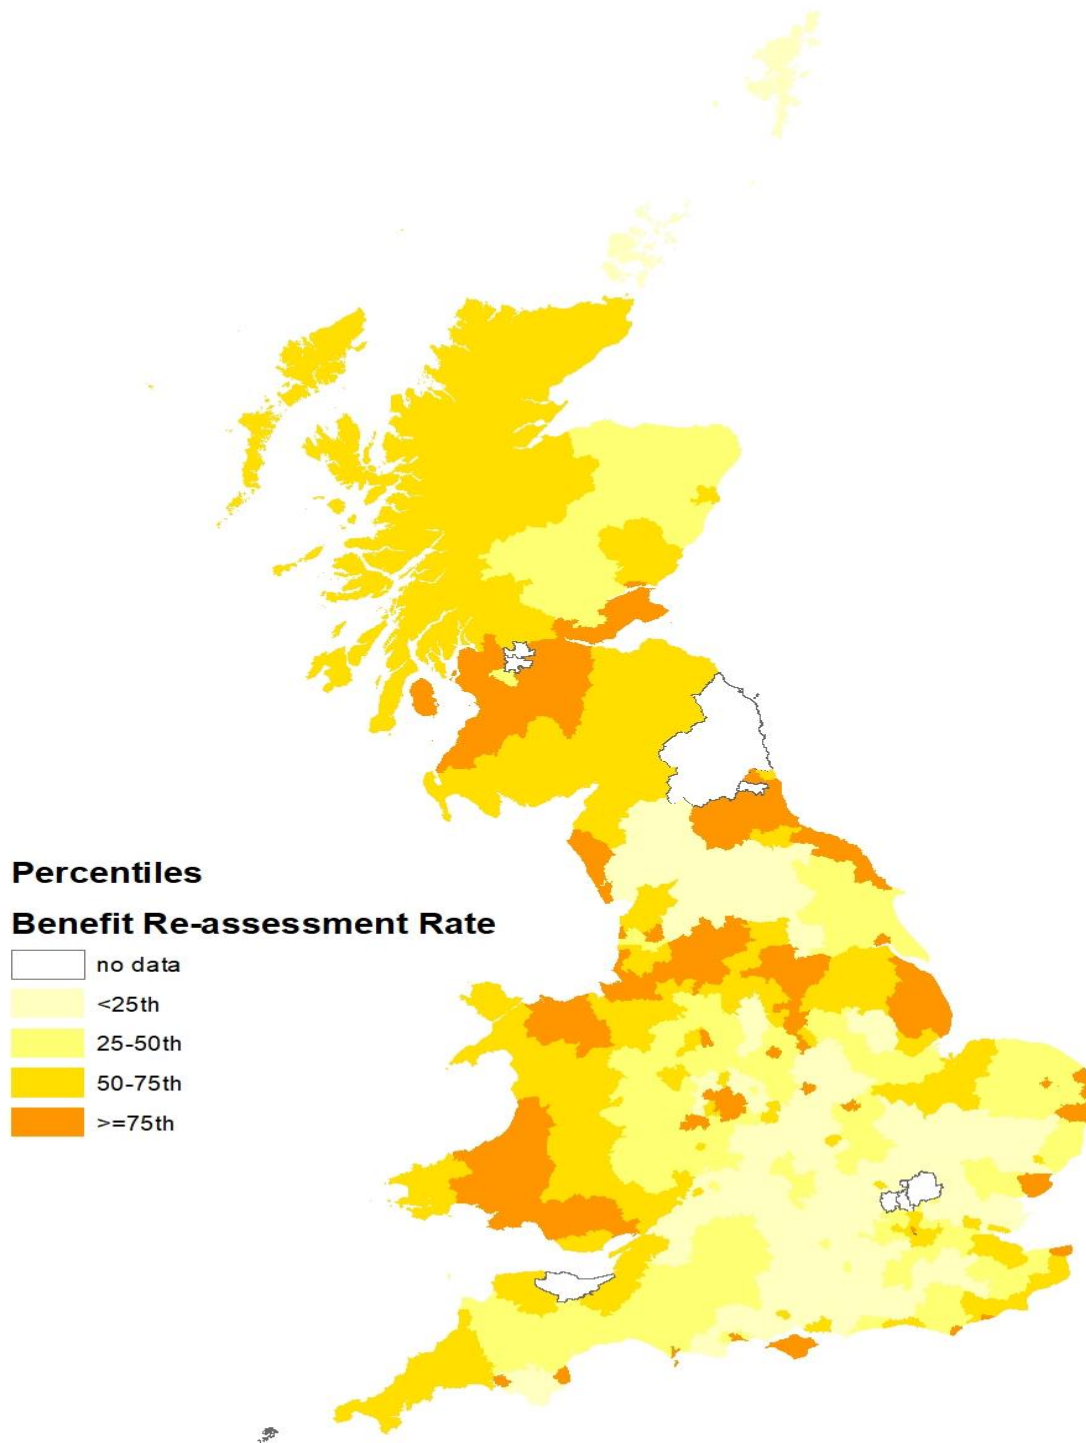 Percentiles
Benefit Re-assessment Rate
no data
<25th
25-50th
50-75th
>=75th